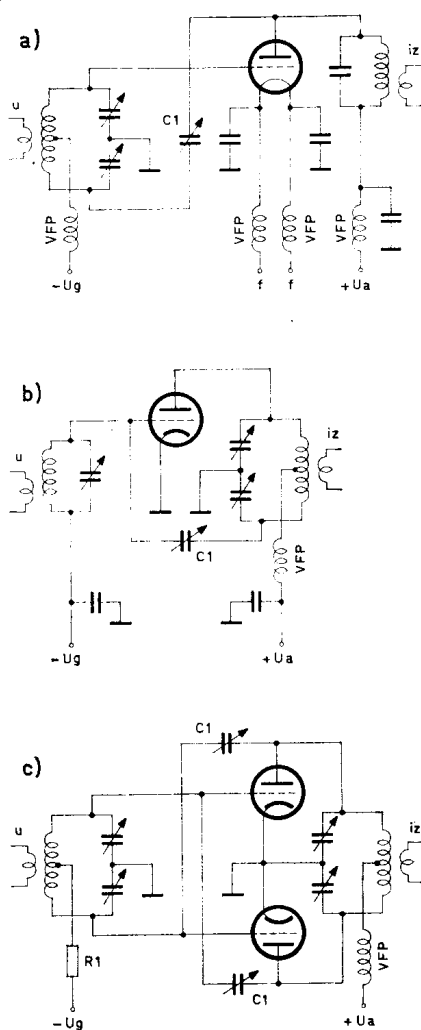 a)
u
C1
iz
VFP
VFP
VFP
VFP
-Ug
f
f
+Ua
b)
u
iz
C1
VFP
-Ug
+Ua
c)
C1
u
iz
R1
C1
VFP
-Ug
+Ua